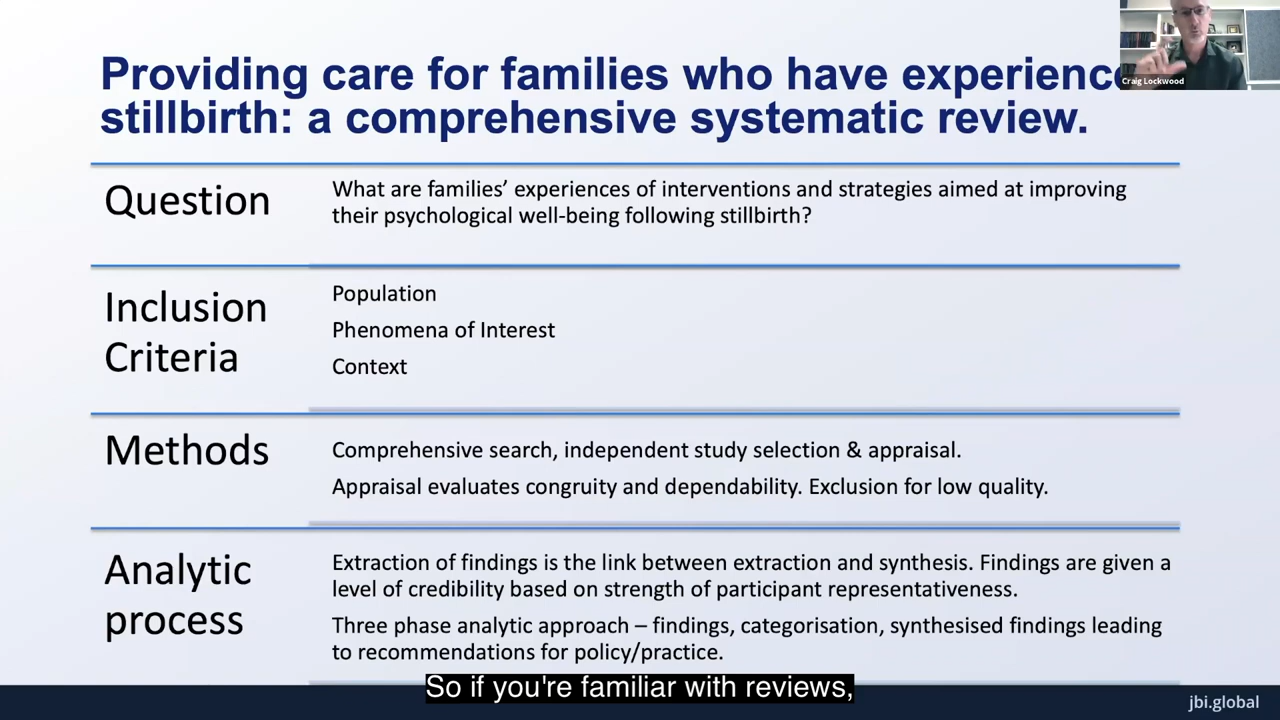 Providing care for families who have experienc
stillbirth: a comprehensive systematic review.
Craig Lockwood
Question
What are families’ experiences of interventions and strategies aimed at improving
their psychological well-being following stillbirth?
Inclusion
Criteria
Population
Phenomena of Interest
Context
Methods
Comprehensive search, independent study selection & appraisal.
Appraisal evaluates congruity and dependability. Exclusion for low quality.
Analytic
process
Extraction of findings is the link between extraction and synthesis. Findings are given a
level of credibility based on strength of participant representativeness.
Three phase analytic approach – findings, categorisation, synthesised findings leading
to recommendations for policy/practice.
So if you're familiar with reviews,
jbi.global